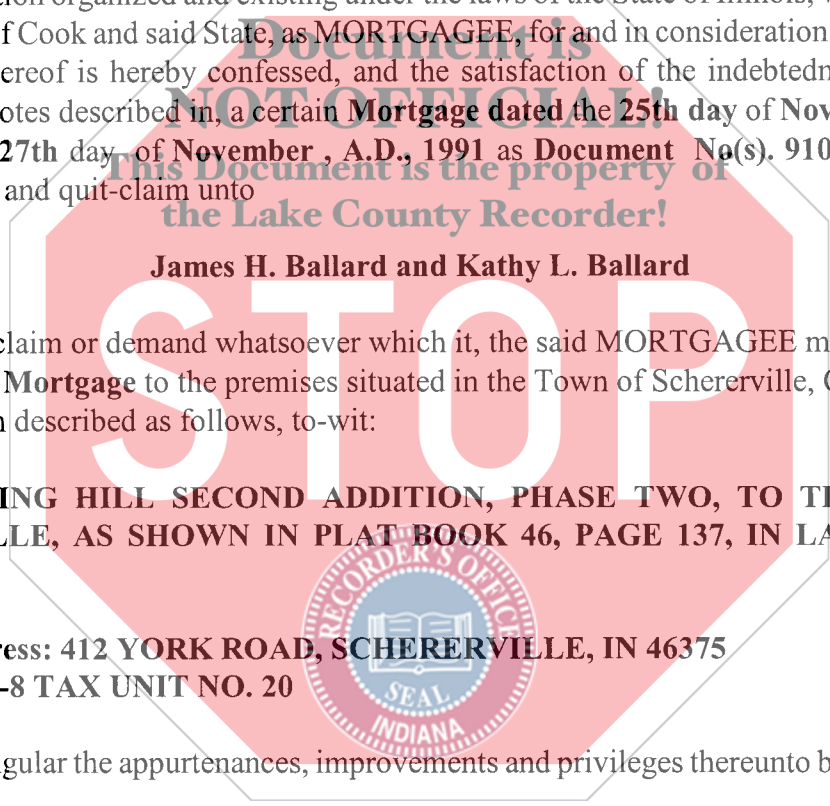 tion organized and existing under the laws of the State of Illinois,
f Cook and said State, as MORTGAGEE, for and in consideration
Document is
ereof is hereby confessed, and the satisfaction of the indebtedn
NOT OFFICIAL!
otes described in, a certain Mortgage dated the 25th day of Nov
27th day of November , A.D., 1991 as Document No(s). 910
This Document is the property of
and quit-claim unto
the Lake County Recorder!
James H. Ballard and Kathy L. Ballard
STOP
claim or demand whatsoever which it, the said MORTGAGEE m
Mortgage to the premises situated in the Town of Schererville,
described as follows, to-wit:
ING HILL SECOND ADDITION, PHASE TWO, TO T
LLE, AS SHOWN IN PLAT BOOK 46, PAGE 137, IN LA
RECORDER'S OFFICE
ess: 412 YORK ROAD, SCHERERVILLE, IN 46375
-8 TAX UNIT NO. 20
SEAL
INDIANA
gular the appurtenances, improvements and privileges thereunto b